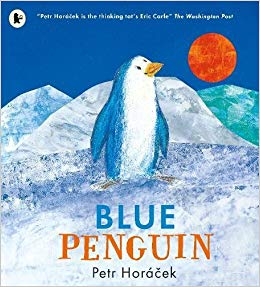 "Petr Horáček is the thinking tot's Eric Carle" The Washington Post
BLUE
PENGUIN
Petr Horáček